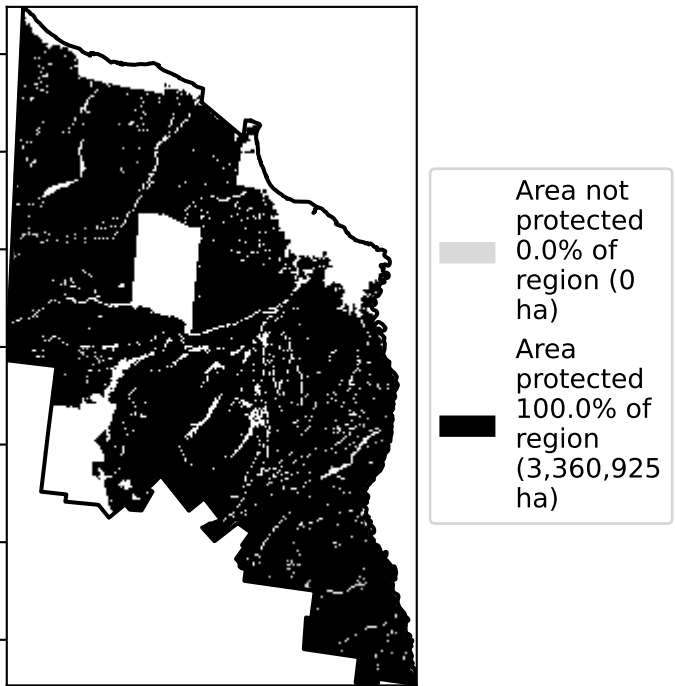 Area not
protected
0.0% of
region (0
ha)
Area
protected
100.0% of
region
(3,360,925
ha)